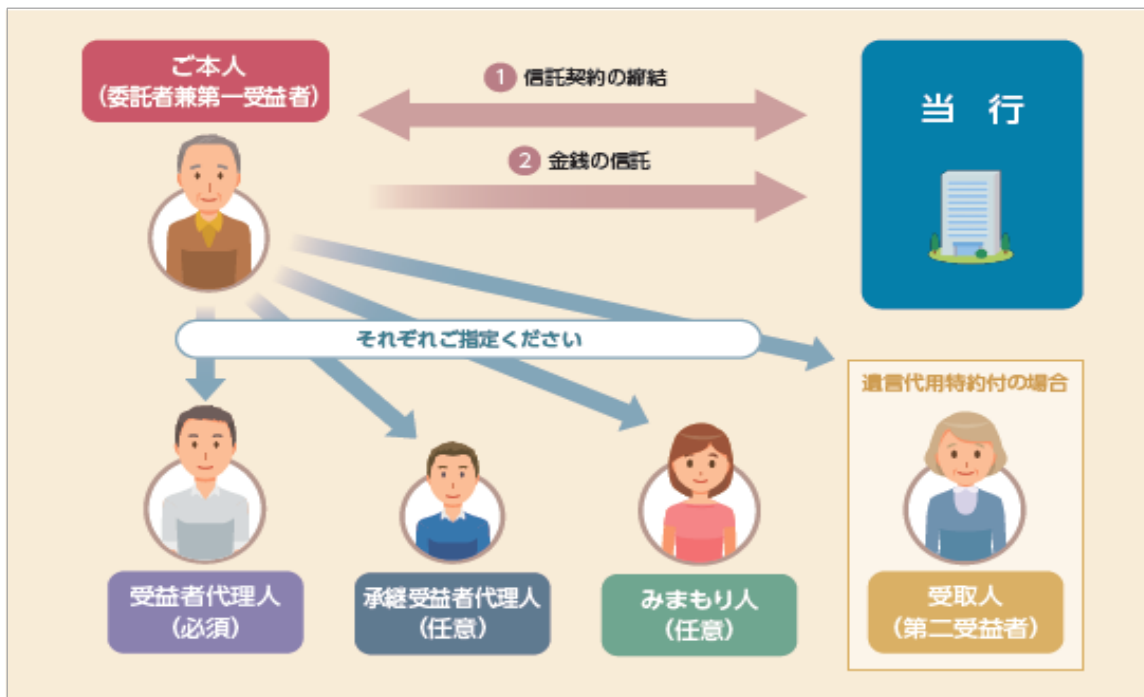 ご本人
(委託者兼第一受益者)
1 信託契約の締結
当 行
2 金銭の信託
それぞれご指定ください
遺言代用特約付の場合
受益者代理人
(必須)
承継受益者代理人
(任意)
みまもり人
(任意)
受取人
(第二受益者)